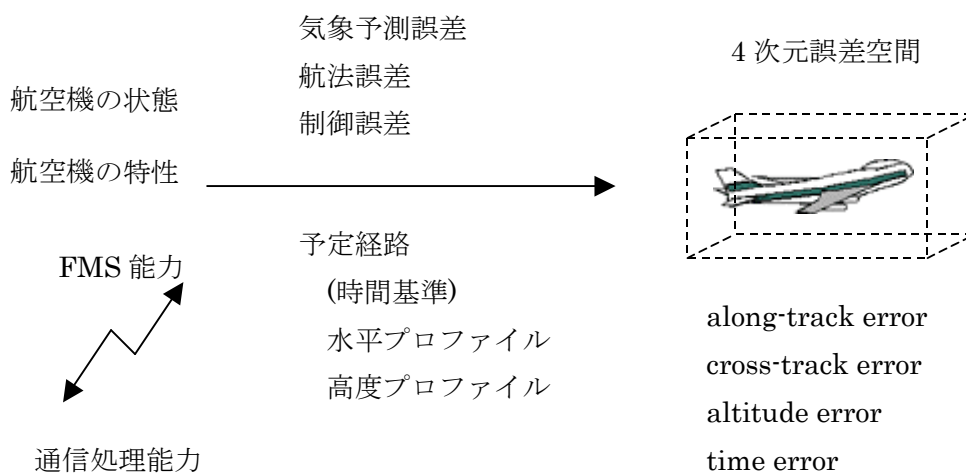 航空機の状態
航空機の特性
FMS 能力
通信処理能力
気象予測誤差
航法誤差
制御誤差
予定経路
(時間基準)
水平プロファイル
高度プロファイル
4 次元誤差空間
along-track error
cross-track error
altitude error
time error